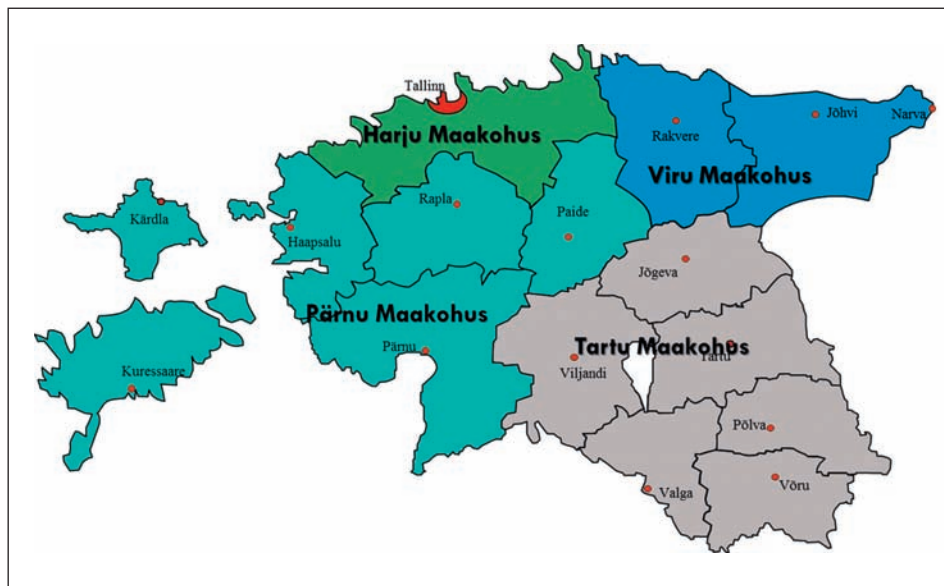 Tallinn
Harju Maakohus
Rakvere
Jõhvi
Narva
Viru Maakohus
Kärdla
Haapsalu
Rapla
Paide
Jõgeva
Pärnu Maakohus
Tartu Maakohus
Kuressaare
Pärnu
Viljandi
Tartu
Põlva
Valga
Võru